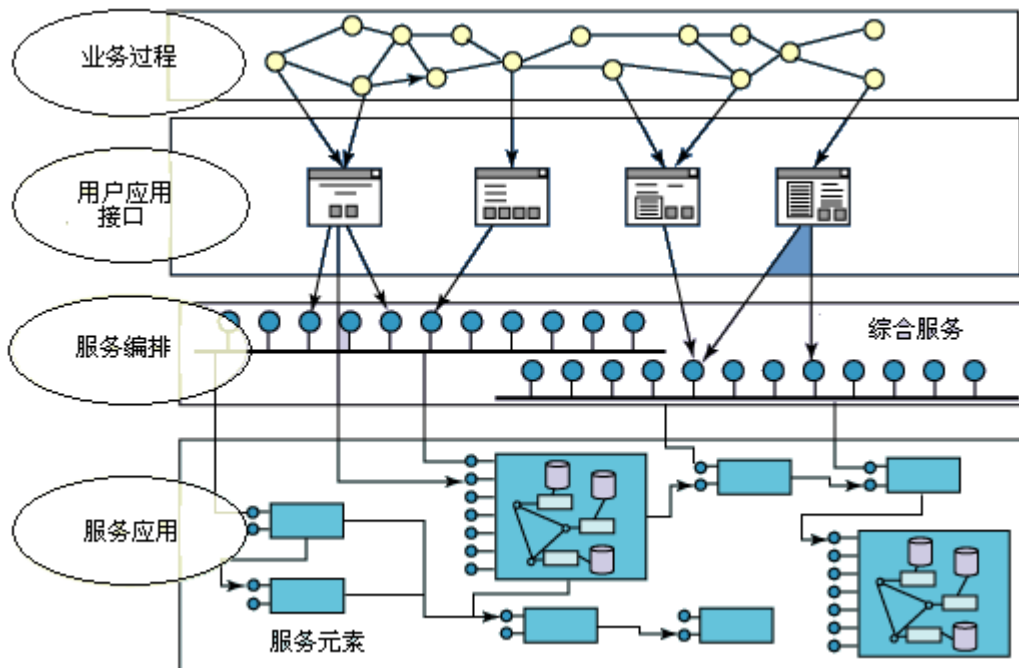 业务过程
用户应用
接口
服务编排
综合服务
服务应用
服务元素